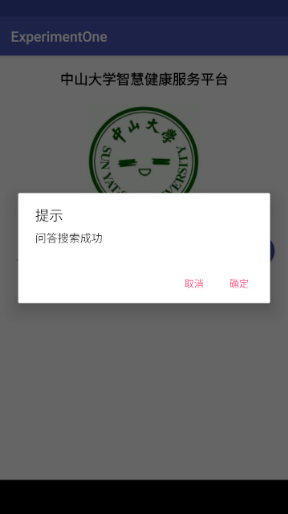 ExperimentOne
中山大学智慧健康服务平台
中山大学
SUN YAT-S
UNIVERSITY
提示
问答搜索成功
取消
确定